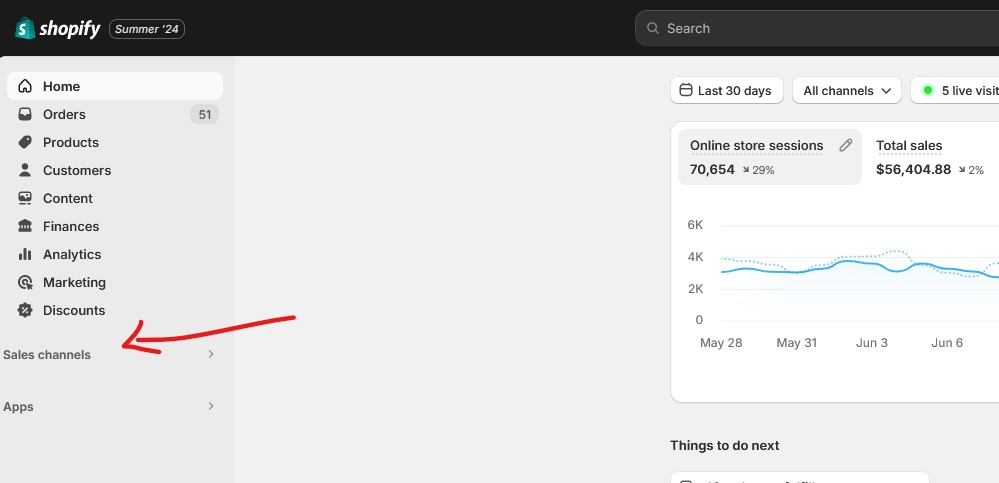 shopify Summer '24
Search
Home
Orders 51
Products
Customers
Content
Finances
Analytics
Marketing
Discounts
Sales channels
Apps
Last 30 days All channels 5 live visit
Online store sessions Total sales
70,654 29% $56,404.88 2%
6K
4K
2K
0
May 28 May 31 Jun 3 Jun 6
Things to do next